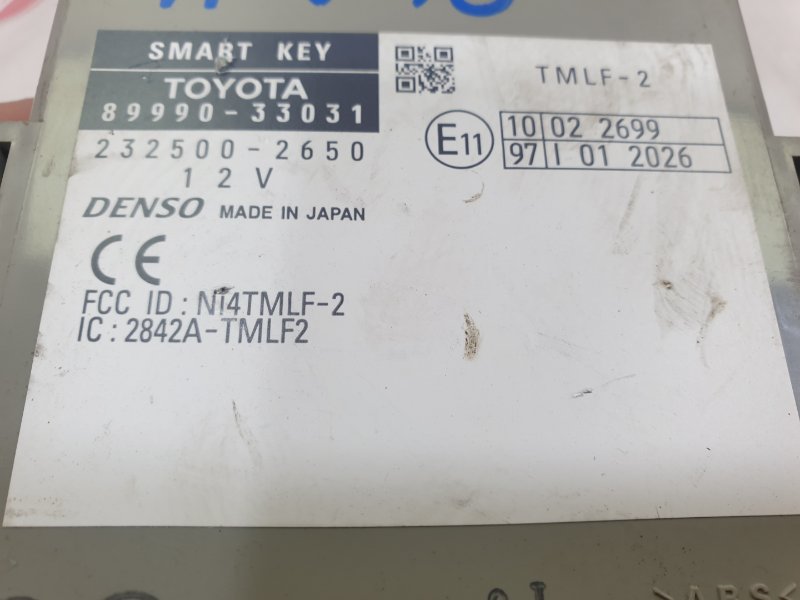 SMART KEY
TOYOTA
89990-33031
232500-2650
12V
DENSO MADE IN JAPAN
CE
FCC ID : NI4TMLF-2
IC : 2842A-TMLF2
TMLF-2
E11
10 02 2699
97 I 01 2026
>ABS<